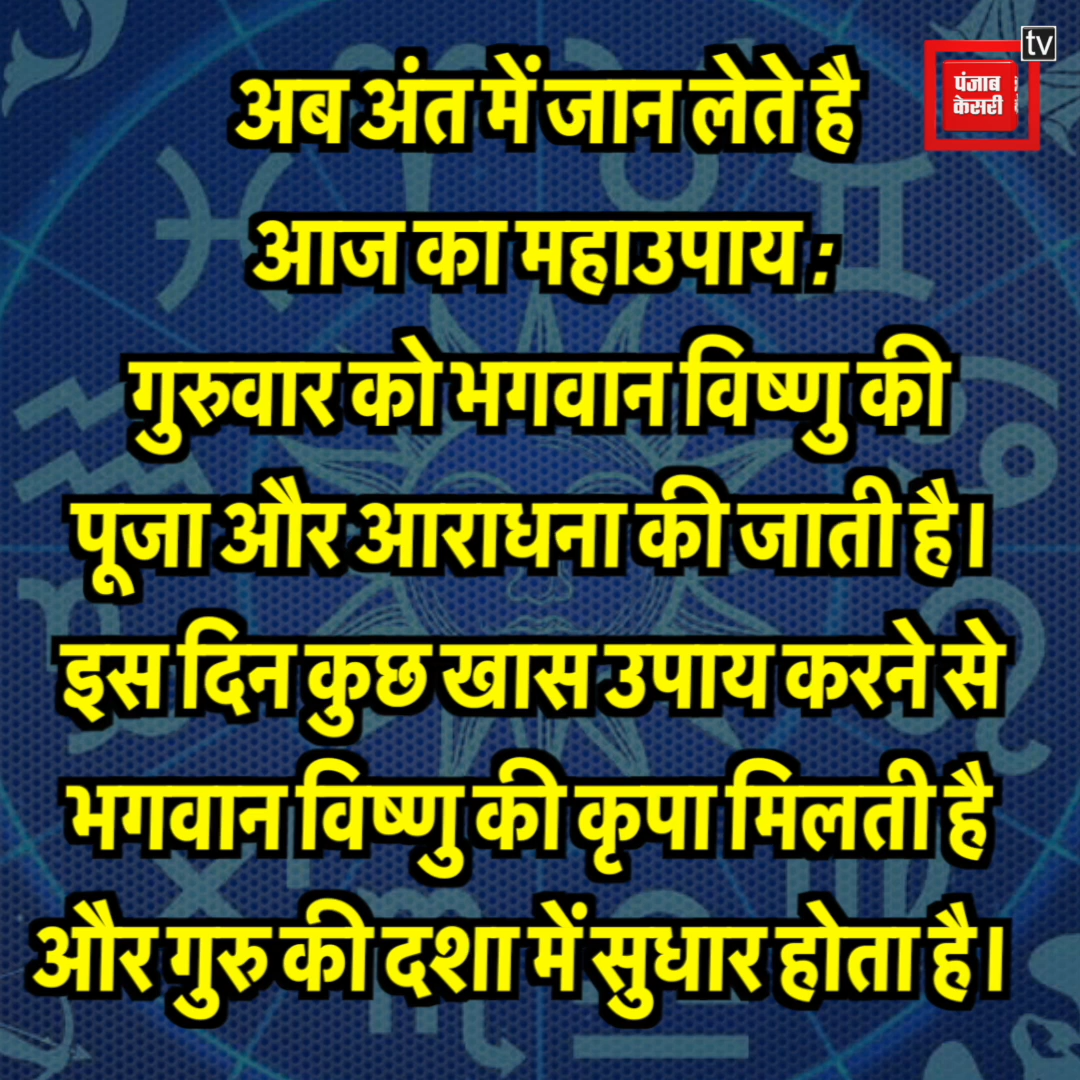 tv
पंजाब
केसरी
अब अंत में जान लेते है
आज का महाउपाय :
गुरुवार को भगवान विष्णु की
पूजा और आराधना की जाती है।
इस दिन कुछ खास उपाय करने से
भगवान विष्णु की कृपा मिलती है
और गुरु की दशा में सुधार होता है।